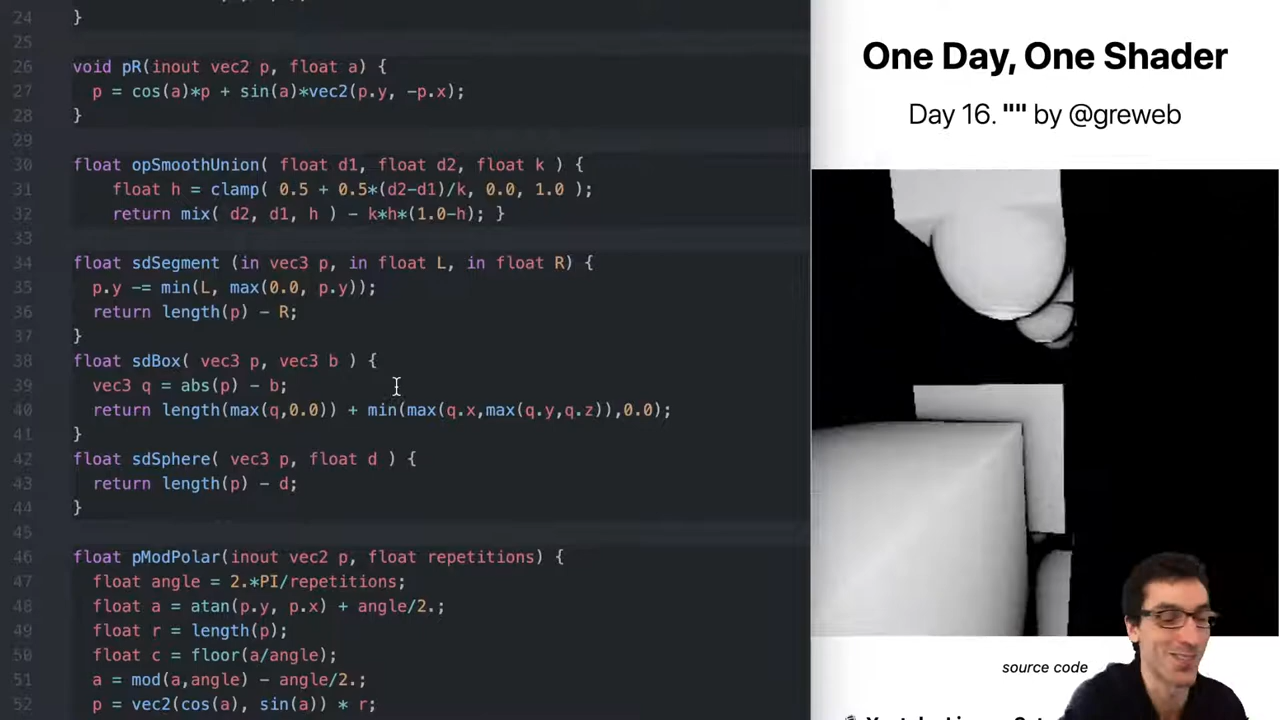 24 }
25
26 void pR(inout vec2 p, float a) {
27 p = cos(a)*p + sin(a)*vec2(p.y, -p.x);
28 }
29
30 float opSmoothUnion( float d1, float d2, float k ) {
31 float h = clamp( 0.5 + 0.5*(d2-d1)/k, 0.0, 1.0 );
32 return mix( d2, d1, h ) - k*h*(1.0-h); }
33
34 float sdSegment (in vec3 p, in float L, in float R) {
35 p.y -= min(L, max(0.0, p.y));
36 return length(p) - R;
37 }
38 float sdBox( vec3 p, vec3 b ) {
39 vec3 q = abs(p) - b;
40 return length(max(q,0.0)) + min(max(q.x,max(q.y,q.z)),0.0);
41 }
42 float sdSphere( vec3 p, float d ) {
43 return length(p) - d;
44 }
45
46 float pModPolar(inout vec2 p, float repetitions) {
47 float angle = 2.*PI/repetitions;
48 float a = atan(p.y, p.x) + angle/2.;
49 float r = length(p);
50 float c = floor(a/angle);
51 a = mod(a,angle) - angle/2.;
52 p = vec2(cos(a), sin(a)) * r;
One Day, One Shader
Day 16. "" by @greweb
source code